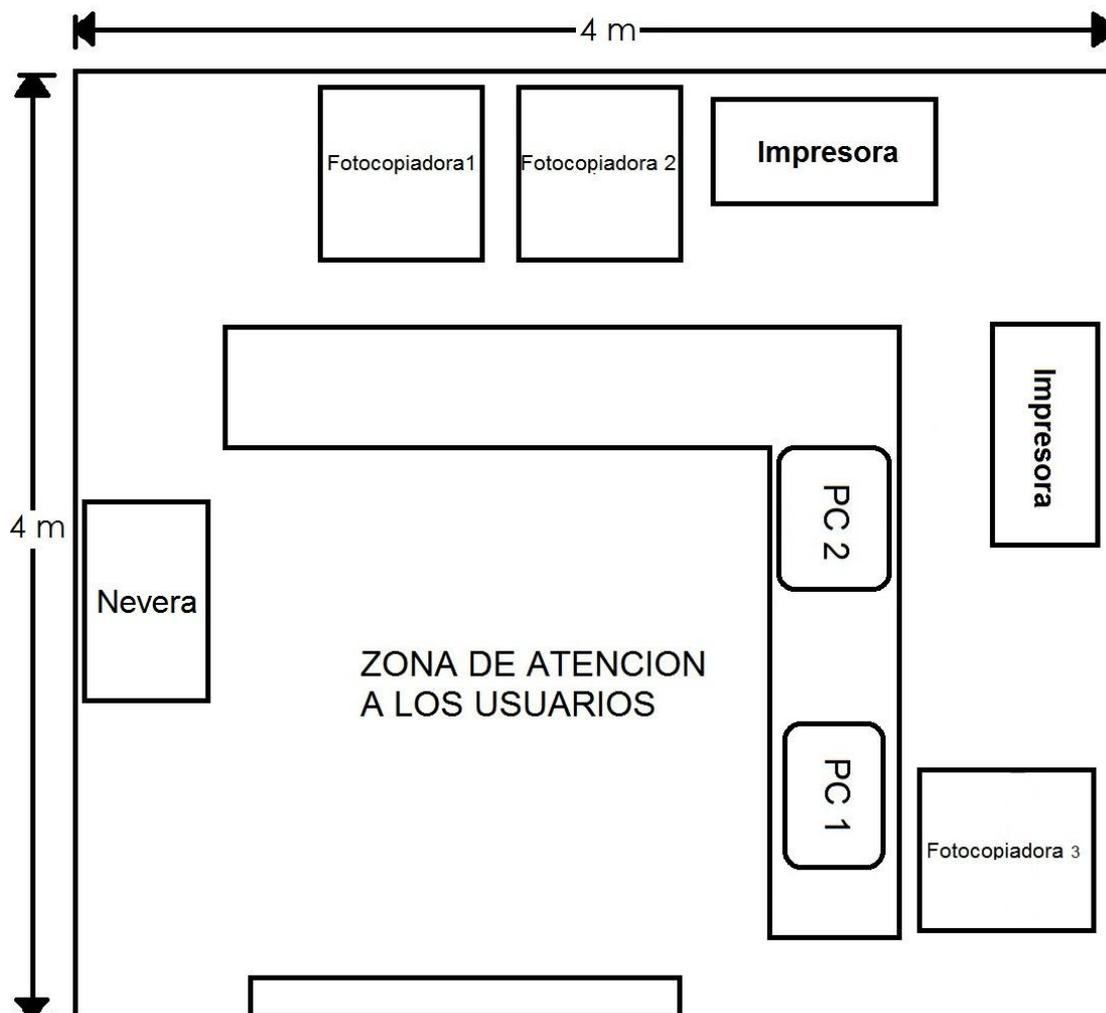 4 m
Fotocopiadora1
Fotocopiadora 2
Impresora
Impresora
4 m
Nevera
PC 2
ZONA DE ATENCION
A LOS USUARIOS
PC 1
Fotocopiadora 3